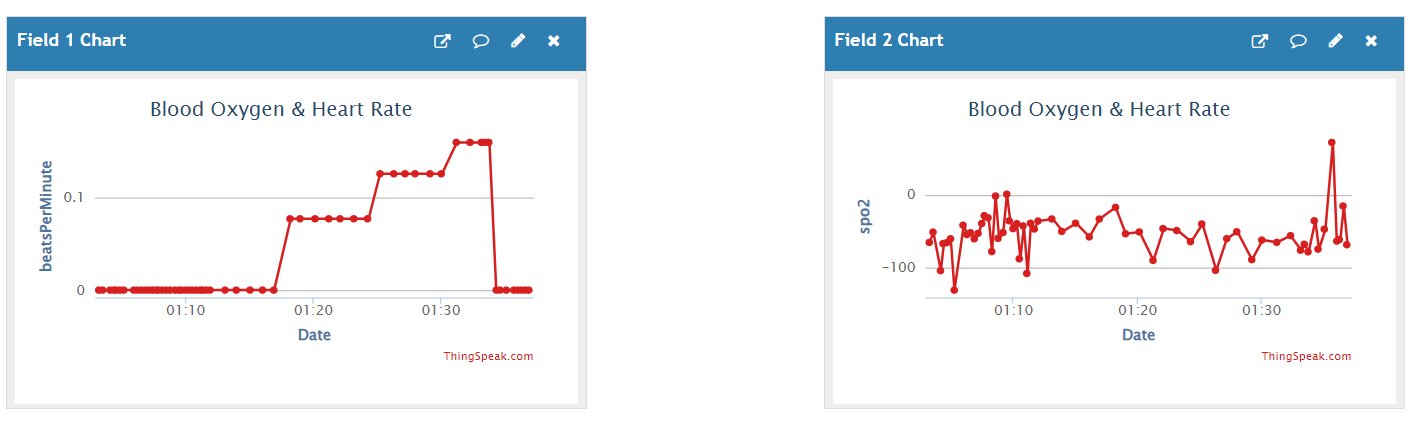 Field 1 Chart
Blood Oxygen & Heart Rate
beatsPerMinute
0.1
0
01:10 01:20 01:30
Date
ThingSpeak.com
Field 2 Chart
Blood Oxygen & Heart Rate
spo2
0
-100
01:10 01:20 01:30
Date
ThingSpeak.com